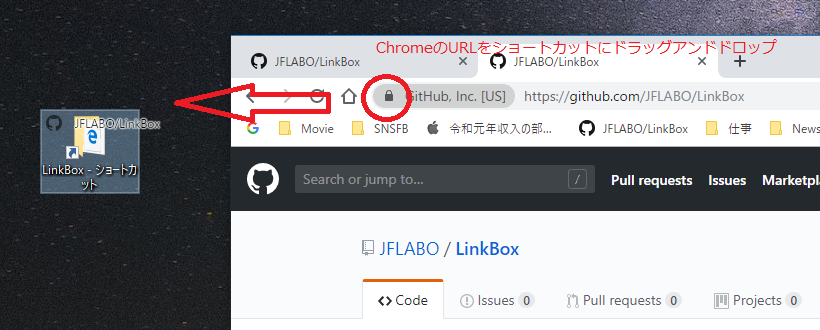 ChromeのURLをショートカットにドラッグアンドドロップ
JFLABO/LinkBox
JFLABO/LinkBox
GitHub, Inc. [US]
https://github.com/JFLABO/LinkBox
Movie
SNSFB
令和元年収入の部...
JFLABO/LinkBox
仕事
News
JFLABO/LinkBox
LinkBox - ショートカ
ット
Search or jump to...
/
Pull requests
Issues
Marketpla
JFLABO / LinkBox
Code
Issues 0
Pull requests 0
Projects 0